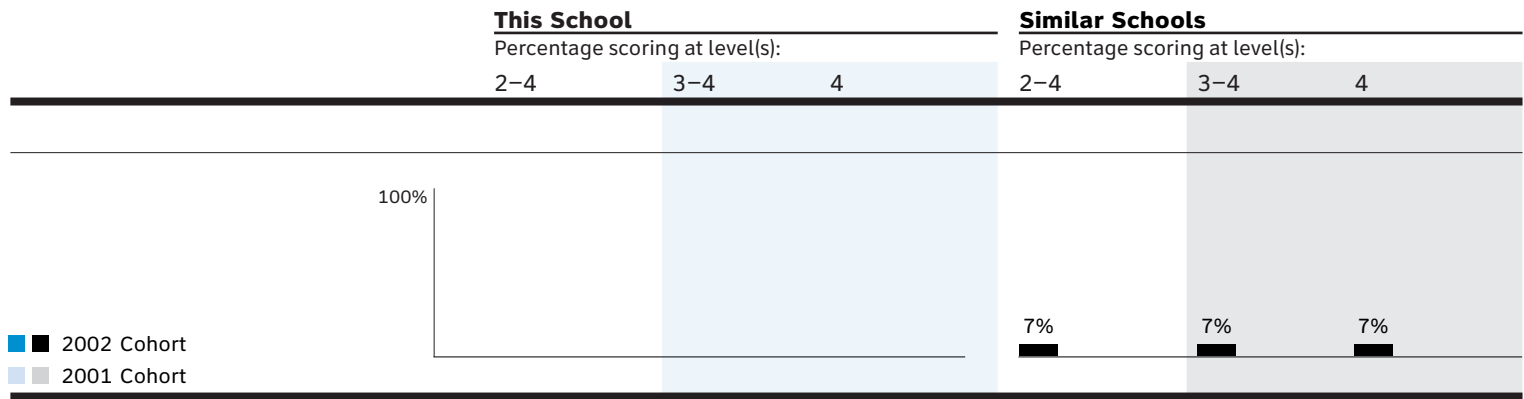 This School Similar Schools
Percentage scoring at level(s): Percentage scoring at level(s):
2–4 3–4 4 2–4 3–4 4
100%
7% 7% 7%
2002 Cohort
2001 Cohort